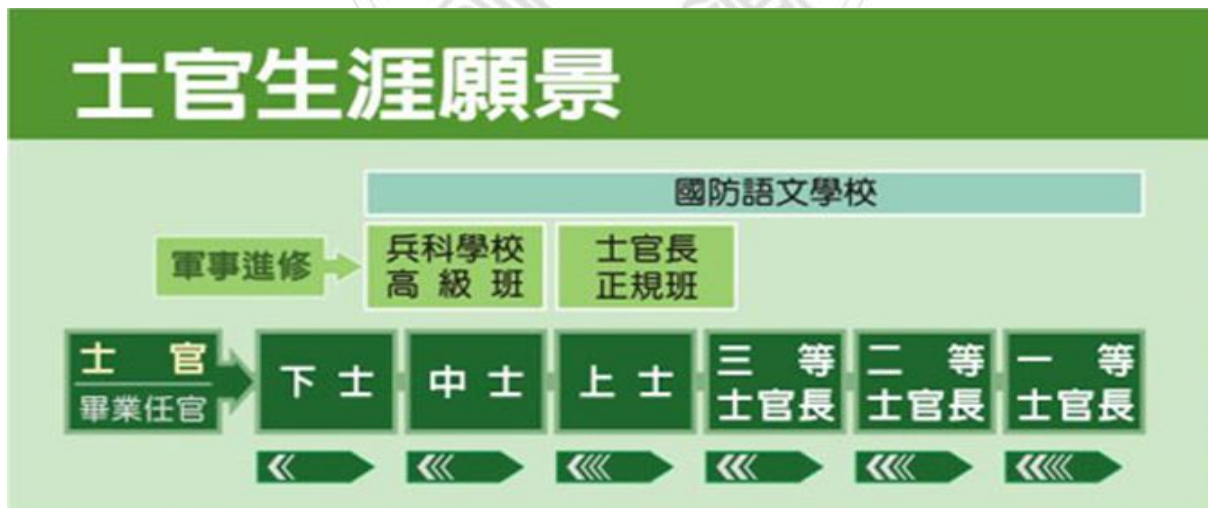 士官生涯願景
國防語文學校
軍事進修
兵科學校
高級班
士官長
正規班
士官
畢業任官
下士
中士
上士
三等
士官長
二等
士官長
一等
士官長